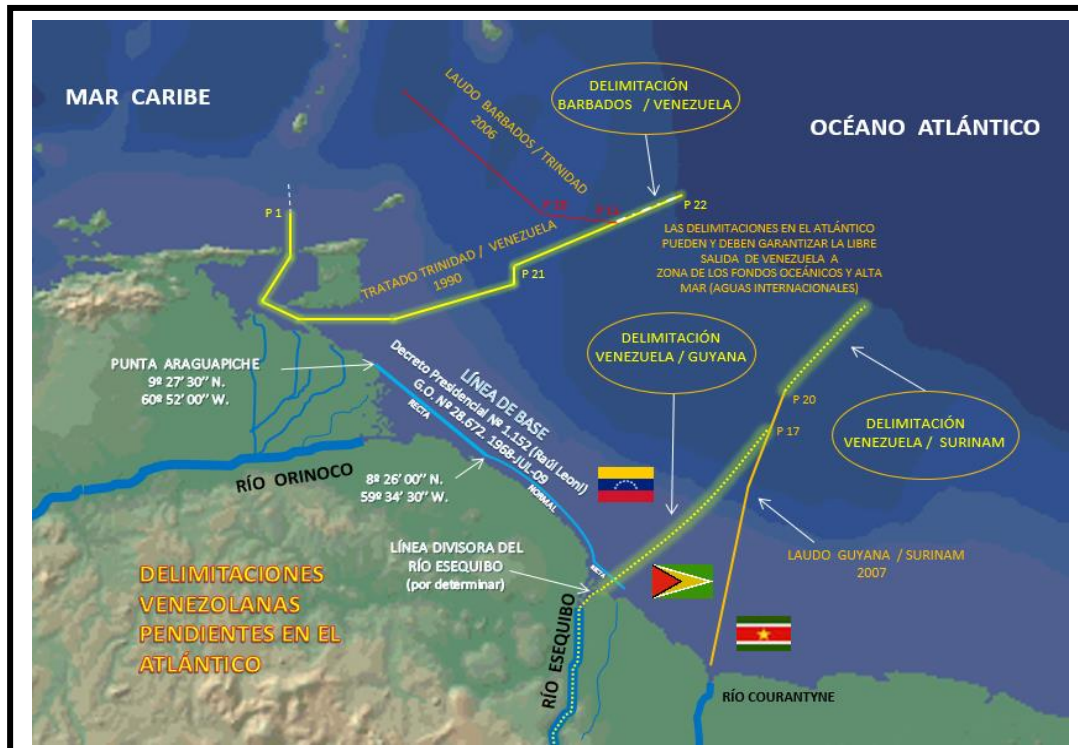 MAR CARIBE
LAUDO BARBADOS / TRINIDAD
2006
DELIMITACIÓN
BARBADOS / VENEZUELA
OCÉANO ATLÁNTICO
P 1
P 22
TRATADO TRINIDAD / VENEZUELA
1990
P 21
LAS DELIMITACIONES EN EL ATLÁNTICO
PUEDEN Y DEBEN GARANTIZAR LA LIBRE
SALIDA DE VENEZUELA A
ZONA DE LOS FONDOS OCEÁNICOS Y ALTA
MAR (AGUAS INTERNACIONALES)
DELIMITACIÓN
VENEZUELA / GUYANA
PUNTA ARAGUAPICHE
9º 27' 30'' N.
60º 52' 00'' W.
LÍNEA DE BASE
Decreto Presidencial Nº 1.152 (Raúl Leoni)
G.O. Nº 28.672. 1968-JUL-09
RECTA
NORMAL
RECTA
P 20
P 17
DELIMITACIÓN
VENEZUELA / SURINAM
RÍO ORINOCO
8º 26' 00'' N.
59º 34' 30'' W.
LÍNEA DIVISORA DEL
RÍO ESEQUIBO
(por determinar)
LAUDO GUYANA / SURINAM
2007
DELIMITACIONES
VENEZOLANAS
PENDIENTES EN EL
ATLÁNTICO
RÍO ESEQUIBO
RÍO COURANTYNE